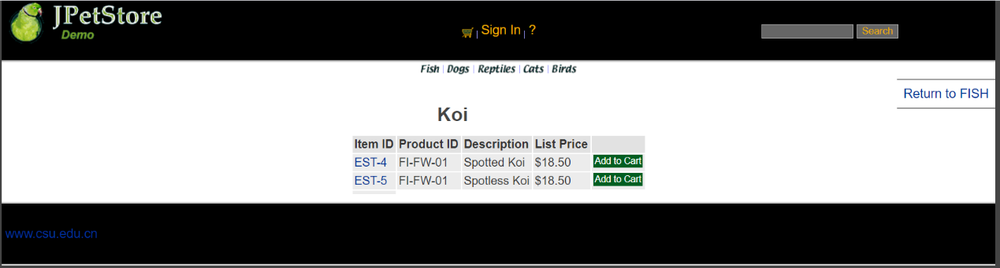 JPetStore
Demo
Sign In | ?
Search
Fish | Dogs | Reptiles | Cats | Birds
Return to FISH
Koi
Item ID Product ID Description List Price
EST-4 FI-FW-01 Spotted Koi $18.50 Add to Cart
EST-5 FI-FW-01 Spotless Koi $18.50 Add to Cart
www.csu.edu.cn